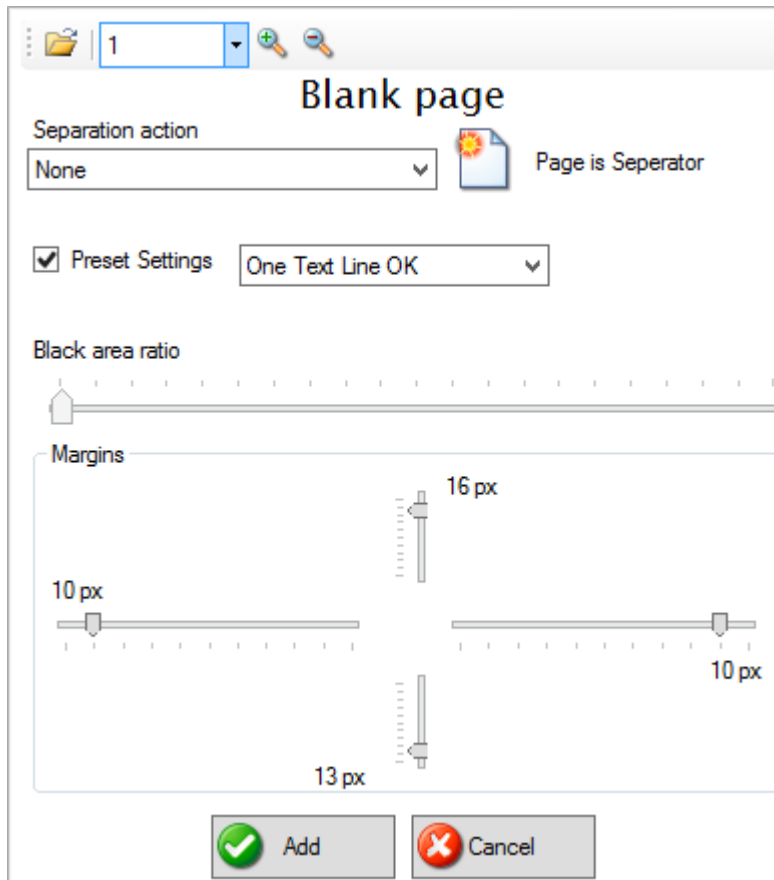 1
Blank page
Separation action
None
Page is Seperator
Preset Settings
One Text Line OK
Black area ratio
Margins
16 px
10 px
10 px
13 px
Add
Cancel